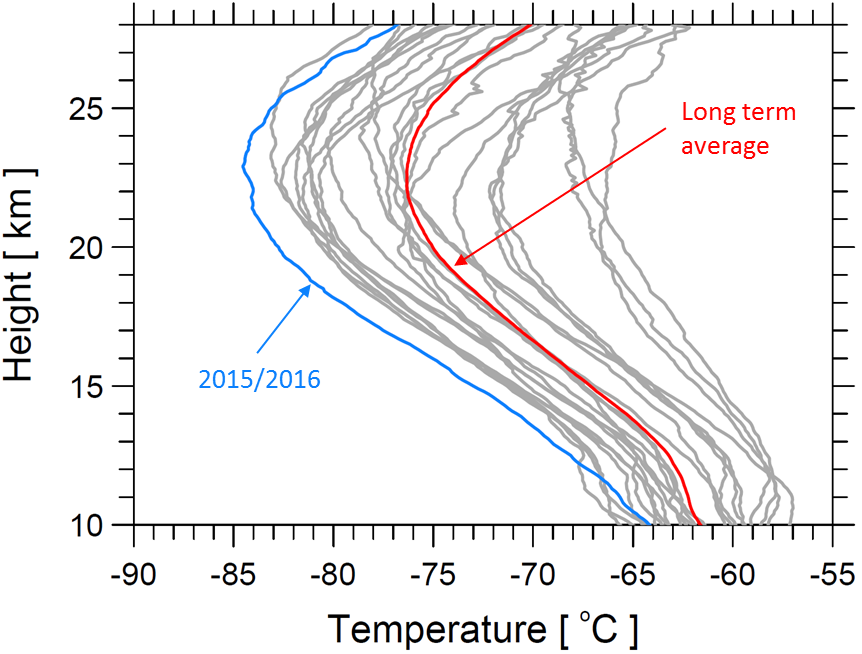 25
20
15
10
Height [ km ]
Long term
average
2015/2016
-90 -85 -80 -75 -70 -65 -60 -55
Temperature [ °C ]